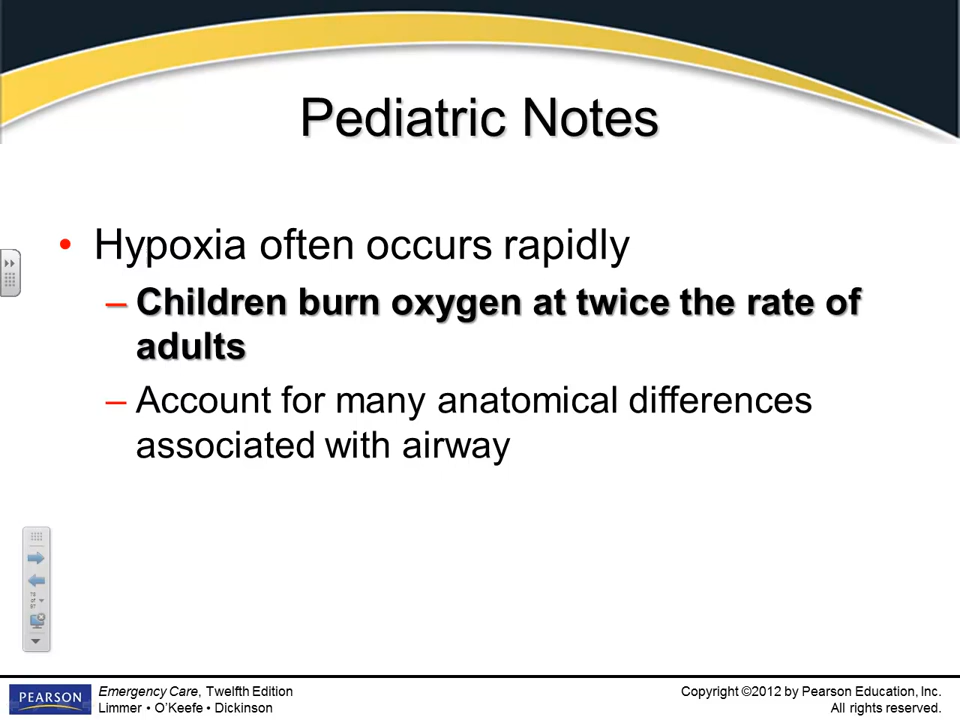 Pediatric Notes
• Hypoxia often occurs rapidly
– Children burn oxygen at twice the rate of
adults
– Account for many anatomical differences
associated with airway
PEARSON
Emergency Care, Twelfth Edition
Limmer • O’Keefe • Dickinson
Copyright ©2012 by Pearson Education, Inc.
All rights reserved.